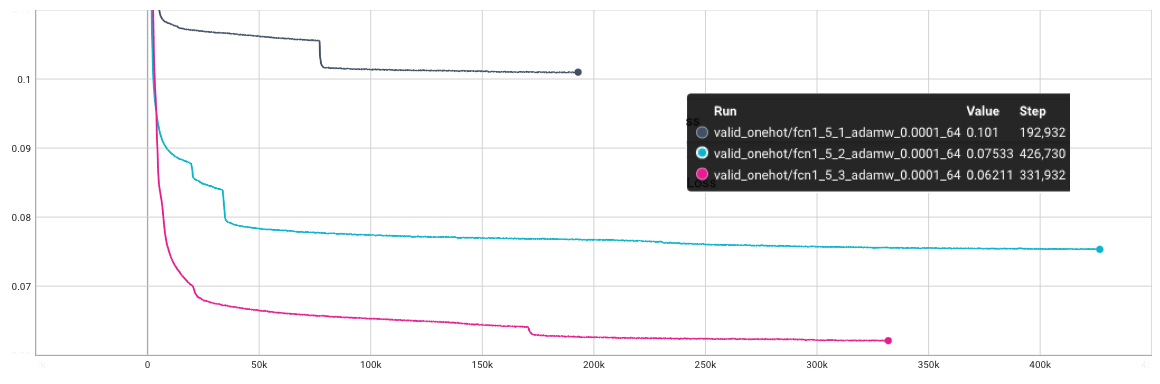 0.1
0.09
0.08
0.07
Run Value Step
ss
valid_onehot/fcn1_5_1_adamw_0.0001_64 0.101 192,932
valid_onehot/fcn1_5_2_adamw_0.0001_64 0.07533 426,730
valid_onehot/fcn1_5_3_adamw_0.0001_64 0.06211 331,932
Loss
0 50k 100k 150k 200k 250k 300k 350k 400k